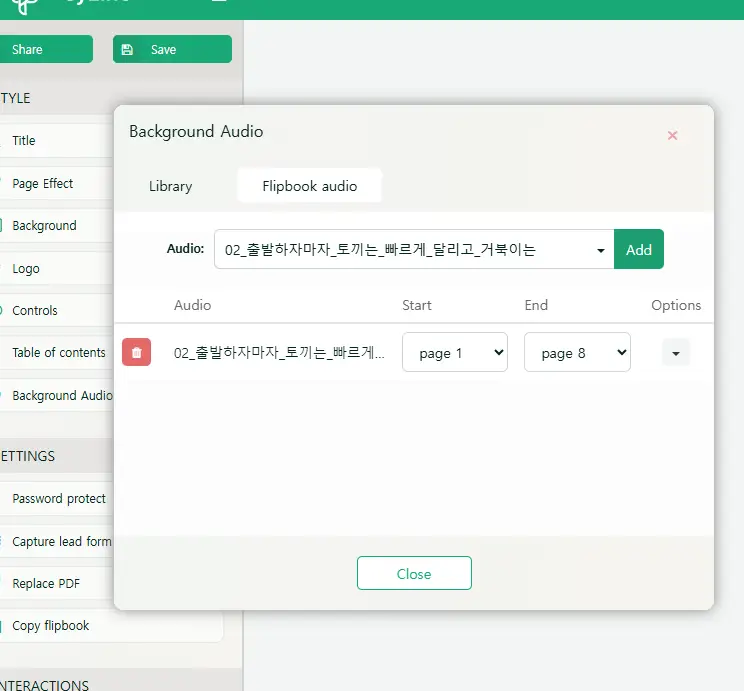 Share
Save
TYLE
Title
Page Effect
Background
Logo
Controls
Table of contents
Background Audio
ETTINGS
Password protect
Capture lead form
Replace PDF
Copy flipbook
NTERACTIONS
Background Audio
×
Library
Flipbook audio
Audio:
02_출발하자마자_토끼는_빠르게_달리고_거북이는
Add
Audio
Start
End
Options
02_출발하자마자_토끼는_빠르게...
page 1
page 8
Close